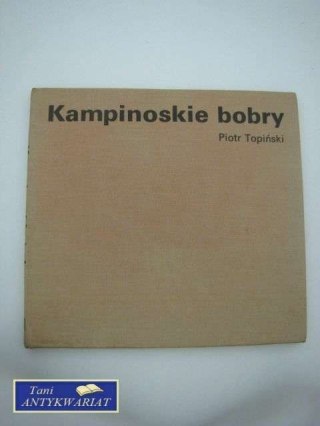 Kampinoskie bobry
Piotr Topiński
Tani
ANTYKWARIAT